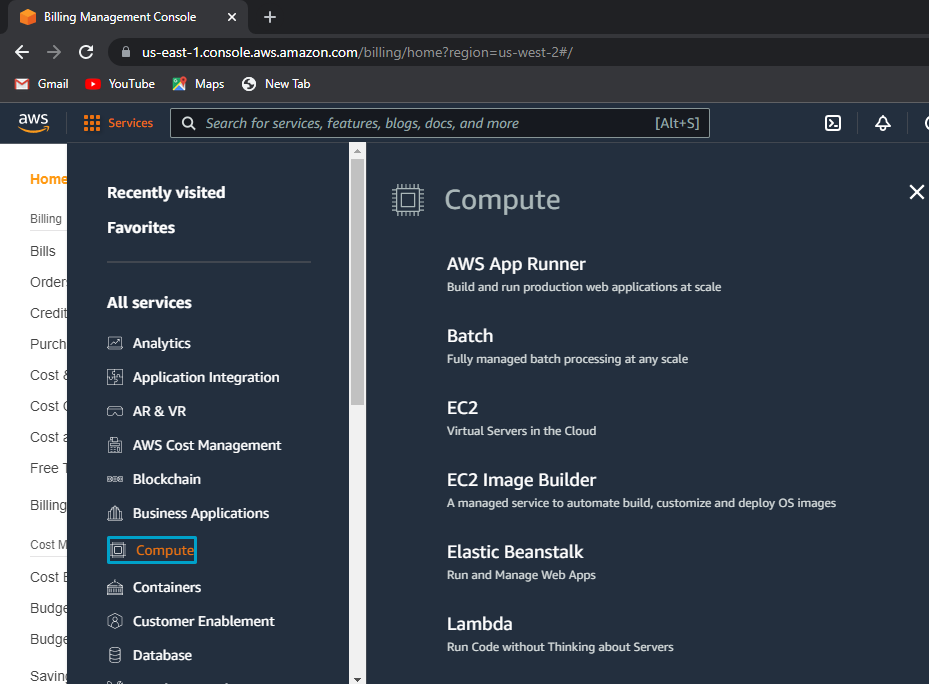 Billing Management Console
us-east-1.console.aws.amazon.com/billing/home?region=us-west-2#/
Gmail YouTube Maps New Tab
aws Services Search for services, features, blogs, docs, and more [Alt+S]
Home
Billing
Bills
Orders
Credit
Purch
Cost &
Cost
Cost a
Free
Billing
Cost M
Cost E
Budge
Budge
Saving
Recently visited
Favorites
All services
Analytics
Application Integration
AR & VR
AWS Cost Management
Blockchain
Business Applications
Compute
Containers
Customer Enablement
Database
Compute
AWS App Runner
Build and run production web applications at scale
Batch
Fully managed batch processing at any scale
EC2
Virtual Servers in the Cloud
EC2 Image Builder
A managed service to automate build, customize and deploy OS images
Elastic Beanstalk
Run and Manage Web Apps
Lambda
Run Code without Thinking about Servers